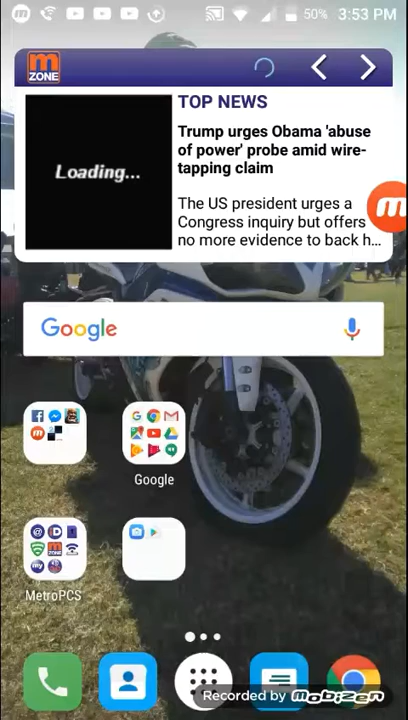 50% 3:53 PM
m
ZONE
TOP NEWS
Loading...
Trump urges Obama 'abuse
of power' probe amid wire-
tapping claim
The US president urges a
Congress inquiry but offers
no more evidence to back h...
m
Google
Google
MetroPCS
Recorded by mobizen